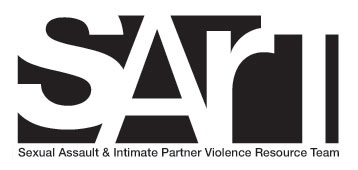 SArT
Sexual Assault & Intimate Partner Violence Resource Team